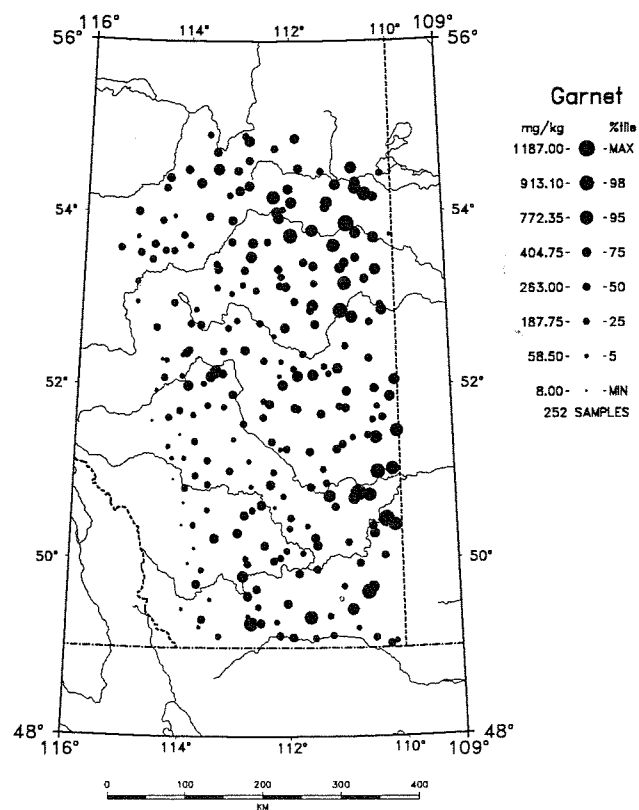 116° 114° 112° 110° 109°
56° 56°
54° 54°
52° 52°
50° 50°
48° 48°
116° 114° 112° 110° 109°
Garnet
mg/kg %tile
1187.00- -MAX
913.10- -98
772.35- -95
404.75- -75
263.00- -50
187.75- -25
58.50- -5
8.00- -MIN
252 SAMPLES
0 100 200 300 400
KM